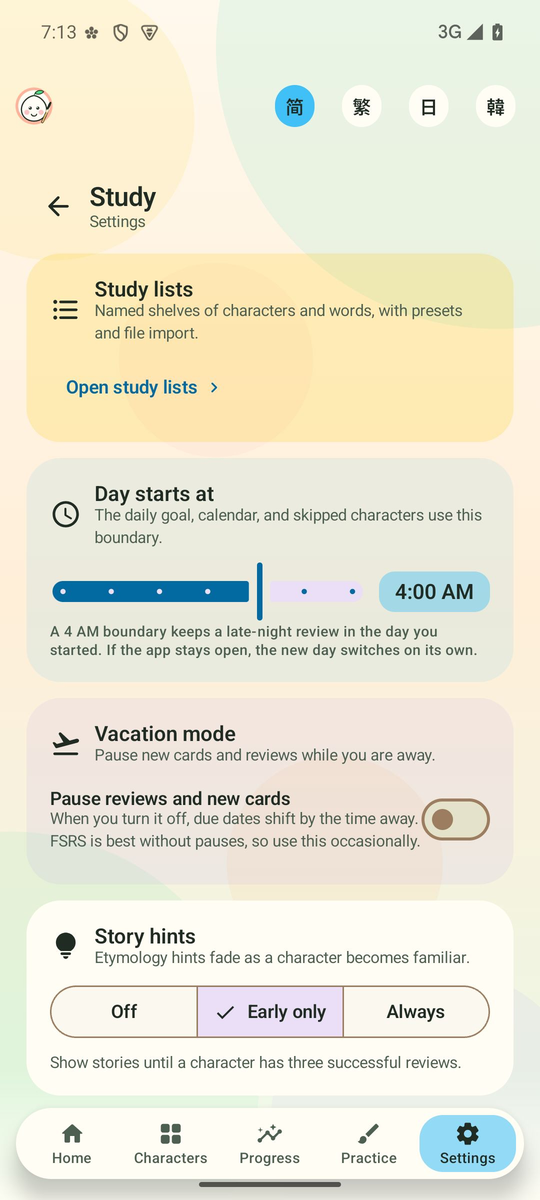 7:13
3G
简 繁 日 韓
Study
Settings
Study lists
Named shelves of characters and words, with presets
and file import.
Open study lists
Day starts at
The daily goal, calendar, and skipped characters use this
boundary.
4:00 AM
A 4 AM boundary keeps a late-night review in the day you
started. If the app stays open, the new day switches on its own.
Vacation mode
Pause new cards and reviews while you are away.
Pause reviews and new cards
When you turn it off, due dates shift by the time away.
FSRS is best without pauses, so use this occasionally.
Story hints
Etymology hints fade as a character becomes familiar.
Off
Early only
Always
Show stories until a character has three successful reviews.
Home
Characters
Progress
Practice
Settings